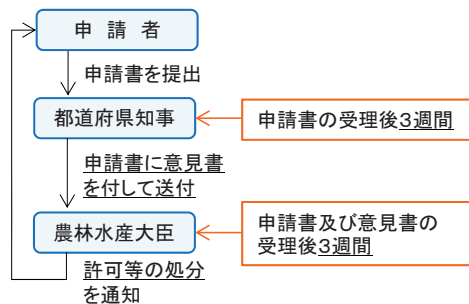 申 請 者
申請書を提出
都道府県知事
申請書の受理後3週間
申請書に意見書
を付して送付
農林水産大臣
申請書及び意見書の
受理後3週間
許可等の処分
を通知